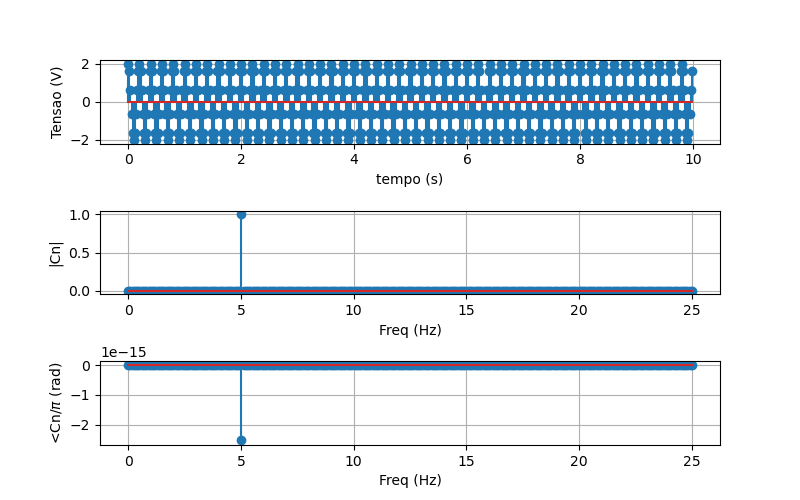 2
0
−2
Tensao (V)
0 2 4 6 8 10
tempo (s)
1.0
0.5
0.0
|Cn|
0 5 10 15 20 25
Freq (Hz)
1e−15
0
−1
−2
<Cn/π (rad)
0 5 10 15 20 25
Freq (Hz)